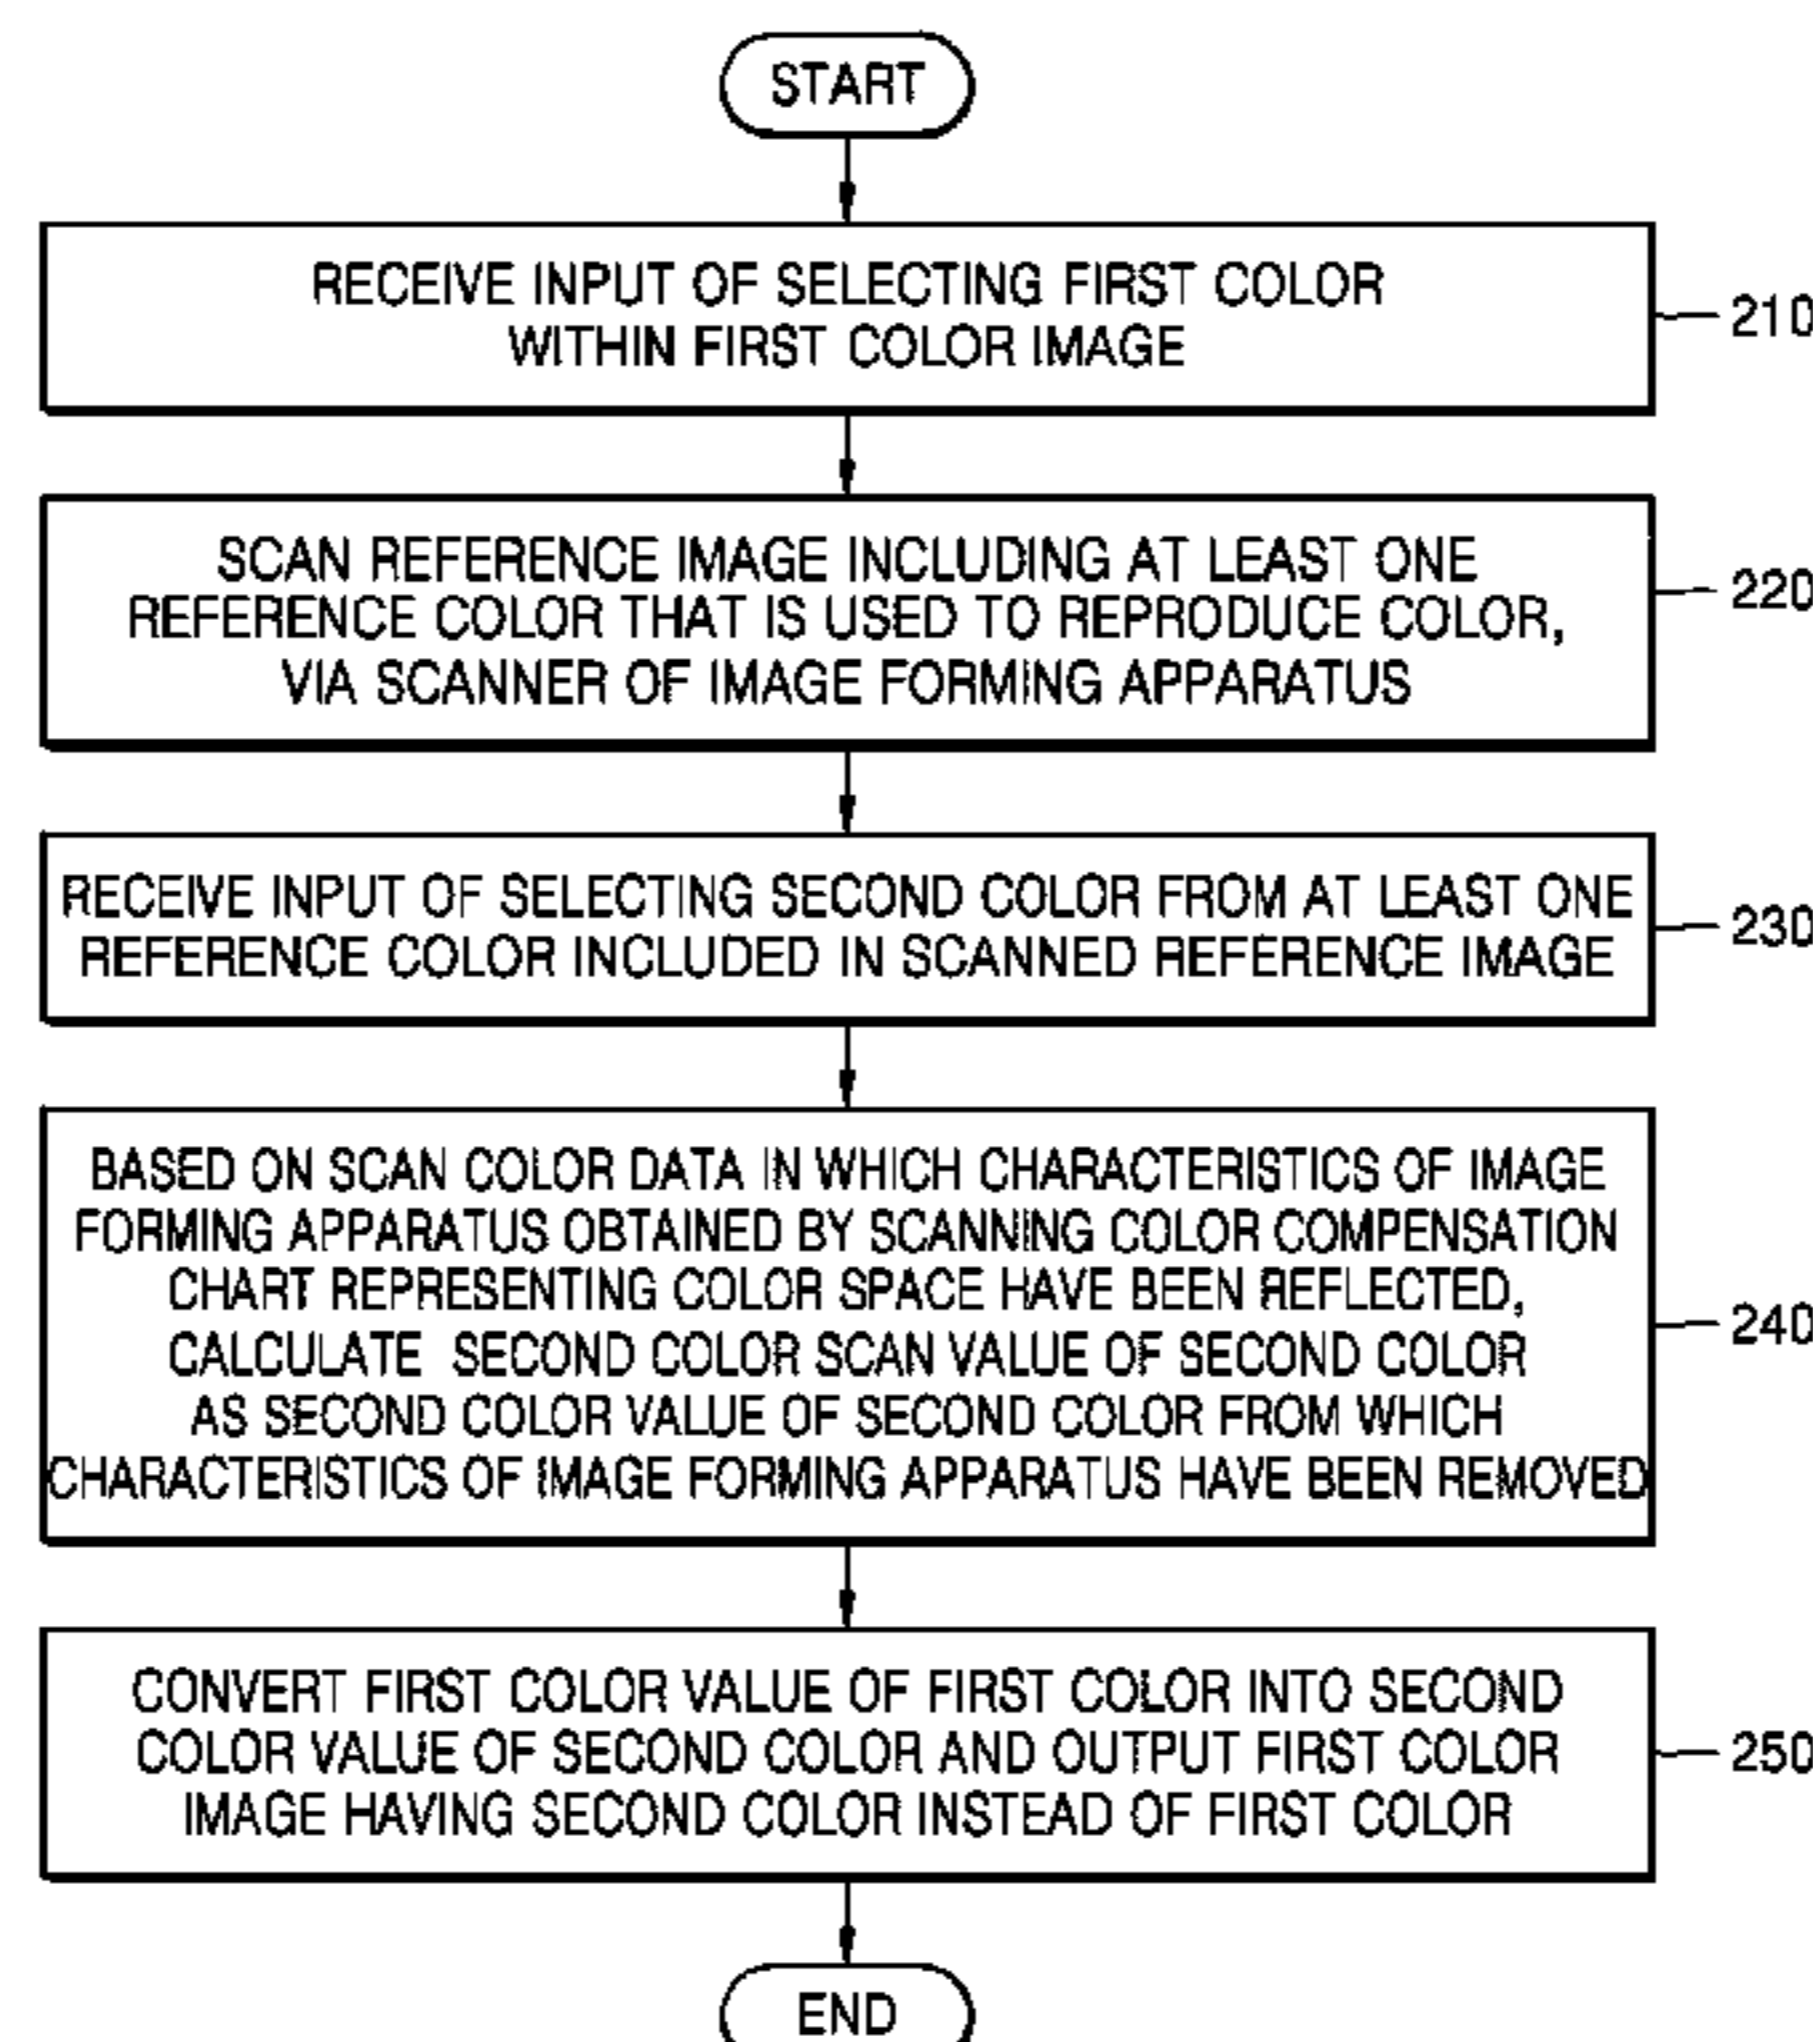 START
RECEIVE INPUT OF SELECTING FIRST COLOR
WITHIN FIRST COLOR IMAGE
210
SCAN REFERENCE IMAGE INCLUDING AT LEAST ONE
REFERENCE COLOR THAT IS USED TO REPRODUCE COLOR,
VIA SCANNER OF IMAGE FORMING APPARATUS
220
RECEIVE INPUT OF SELECTING SECOND COLOR FROM AT LEAST ONE
REFERENCE COLOR INCLUDED IN SCANNED REFERENCE IMAGE
230
BASED ON SCAN COLOR DATA IN WHICH CHARACTERISTICS OF IMAGE
FORMING APPARATUS OBTAINED BY SCANNING COLOR COMPENSATION
CHART REPRESENTING COLOR SPACE HAVE BEEN REFLECTED,
CALCULATE SECOND COLOR SCAN VALUE OF SECOND COLOR
AS SECOND COLOR VALUE OF SECOND COLOR FROM WHICH
CHARACTERISTICS OF IMAGE FORMING APPARATUS HAVE BEEN REMOVED
240
CONVERT FIRST COLOR VALUE OF FIRST COLOR INTO SECOND
COLOR VALUE OF SECOND COLOR AND OUTPUT FIRST COLOR
IMAGE HAVING SECOND COLOR INSTEAD OF FIRST COLOR
250
END